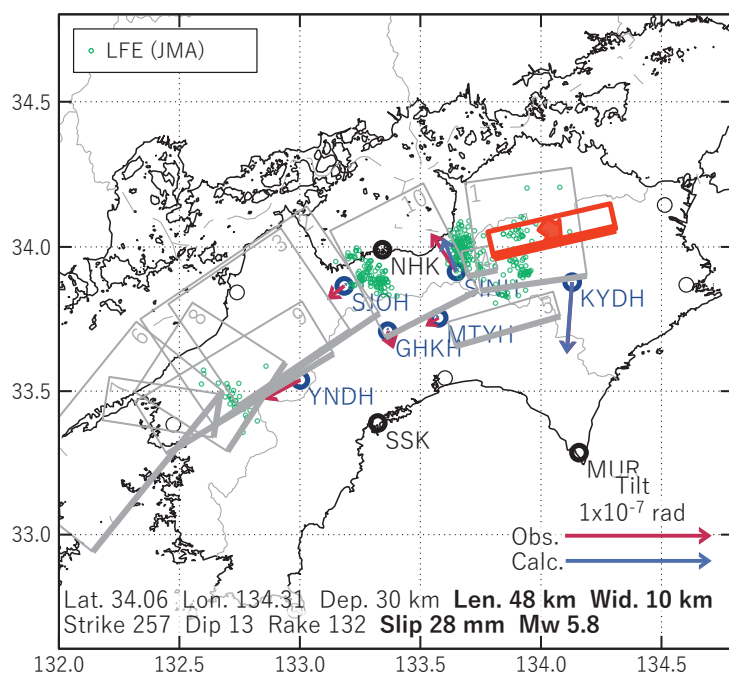 LFE (JMA)
34.5
34.0
33.5
33.0
132.0 132.5 133.0 133.5 134.0 134.5
10
1
3
5
9
8
6
7
NHK
SJOH
KYDH
MTYH
GHKH
YNDH
SSK
MUR
Tilt
1x10⁻⁷ rad
Obs.
Calc.
Lat. 34.06 Lon. 134.31 Dep. 30 km Len. 48 km Wid. 10 km
Strike 257 Dip 13 Rake 132 Slip 28 mm Mw 5.8